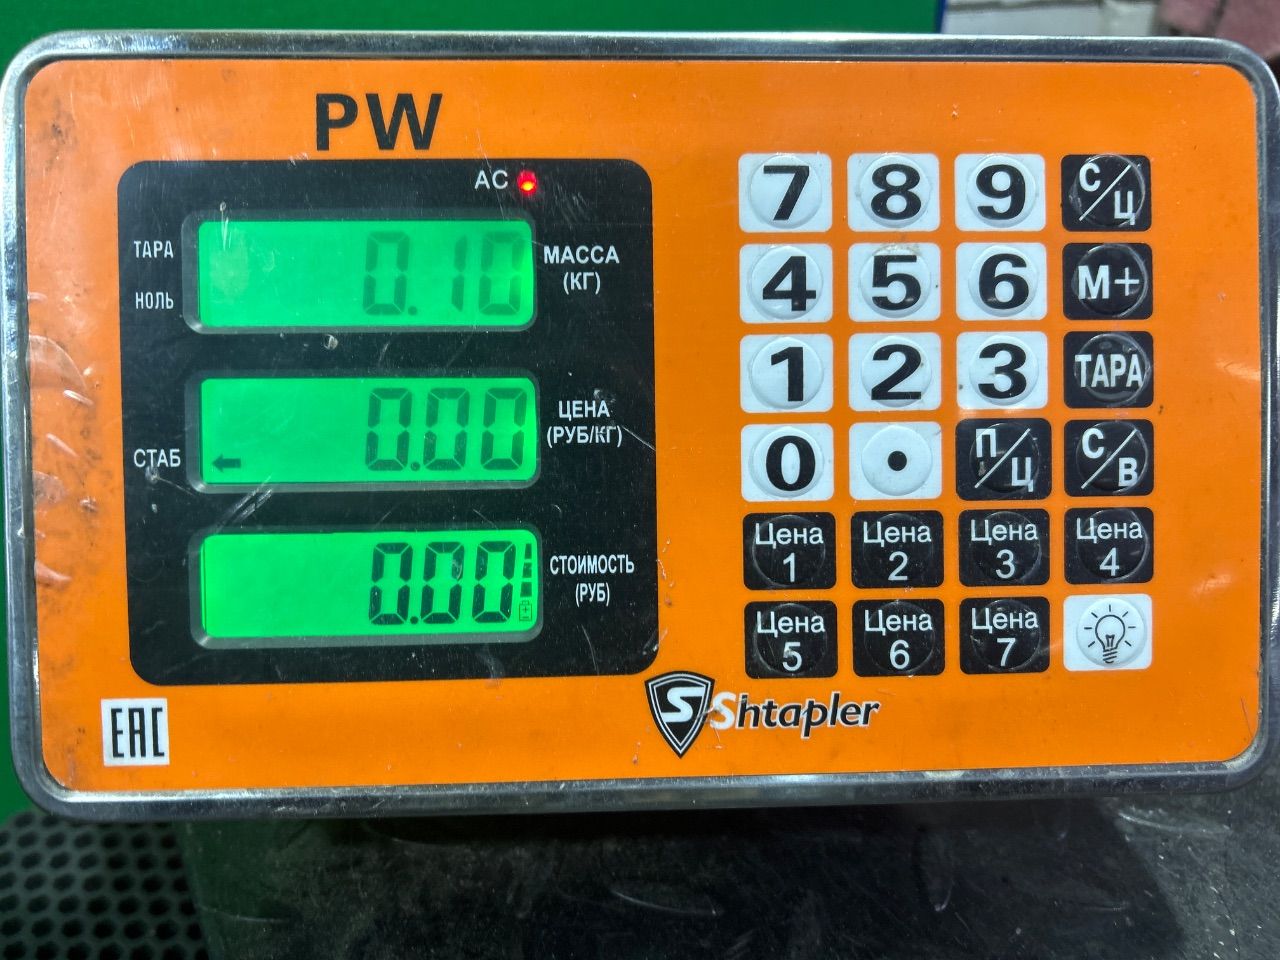 PW
AC
ТАРА
НОЛЬ
0.10
МАССА
(КГ)
СТАБ
0.00
ЦЕНА
(РУБ/КГ)
0.00
СТОИМОСТЬ
(РУБ)
7 8 9 С/Ц
4 5 6 М+
1 2 3 ТАРА
0 . П/Ц С/В
Цена 1 Цена 2 Цена 3 Цена 4
Цена 5 Цена 6 Цена 7
S Shtapler
EAC